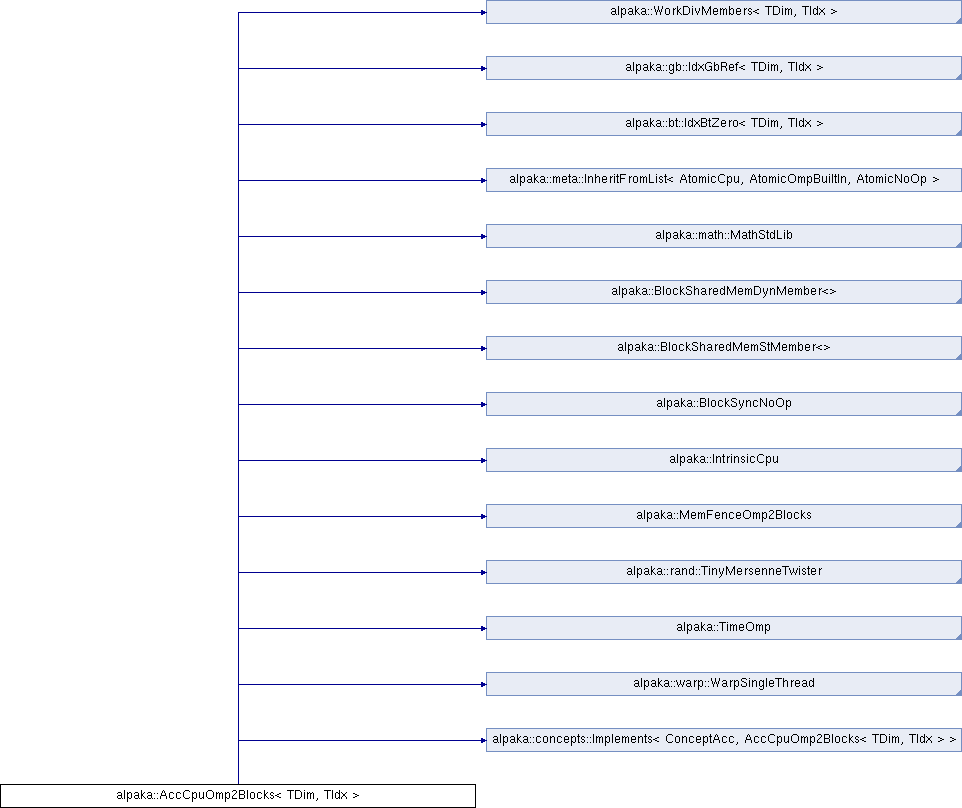 alpaka::WorkDivMembers< TDim, TIdx >
alpaka::gb::IdxGbRef< TDim, TIdx >
alpaka::bt::IdxBtZero< TDim, TIdx >
alpaka::meta::InheritFromList< AtomicCpu, AtomicOmpBuiltIn, AtomicNoOp >
alpaka::math::MathStdLib
alpaka::BlockSharedMemDynMember<>
alpaka::BlockSharedMemStMember<>
alpaka::BlockSyncNoOp
alpaka::IntrinsicCpu
alpaka::MemFenceOmp2Blocks
alpaka::rand::TinyMersenneTwister
alpaka::TimeOmp
alpaka::warp::WarpSingleThread
alpaka::concepts::Implements< ConceptAcc, AccCpuOmp2Blocks< TDim, TIdx > >
alpaka::AccCpuOmp2Blocks< TDim, TIdx >